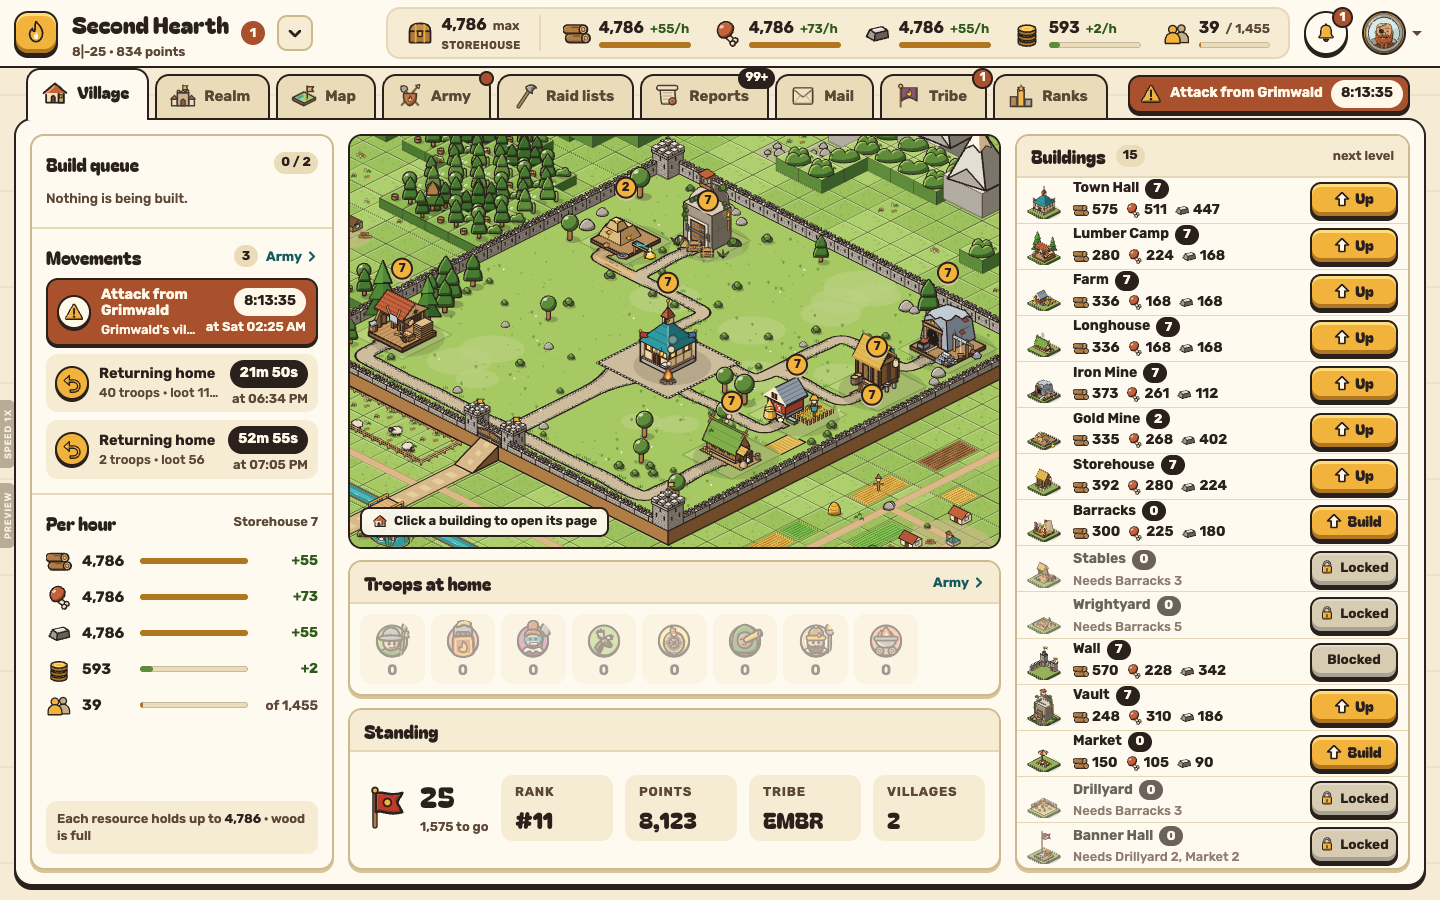 Second Hearth
1
8|-25 • 834 points
4,786 max
STOREHOUSE
4,786 +55/h
4,786 +73/h
4,786 +55/h
593 +2/h
39 / 1,455
1
Village
Realm
Map
Army
Raid lists
Reports
99+
Mail
Tribe
1
Ranks
Attack from Grimwald 8:13:35
SPEED 1X
PREVIEW
Build queue 0 / 2
Nothing is being built.
Movements 3 Army
Attack from Grimwald 8:13:35
Grimwald's vil... at Sat 02:25 AM
Returning home 21m 50s
40 troops • loot 11... at 06:34 PM
Returning home 52m 55s
2 troops • loot 56 at 07:05 PM
Per hour Storehouse 7
4,786 +55
4,786 +73
4,786 +55
593 +2
39 of 1,455
Each resource holds up to 4,786 • wood
is full
2
7
7
7
7
7
7
7
7
Click a building to open its page
Troops at home Army
0 0 0 0 0 0 0 0
Standing
25
1,575 to go
RANK
#11
POINTS
8,123
TRIBE
EMBR
VILLAGES
2
Buildings 15 next level
Town Hall 7
575 511 447
Up
Lumber Camp 7
280 224 168
Up
Farm 7
336 168 168
Up
Longhouse 7
336 168 168
Up
Iron Mine 7
373 261 112
Up
Gold Mine 2
335 268 402
Up
Storehouse 7
392 280 224
Up
Barracks 0
300 225 180
Build
Stables 0
Needs Barracks 3
Locked
Wrightyard 0
Needs Barracks 5
Locked
Wall 7
570 228 342
Blocked
Vault 7
248 310 186
Up
Market 0
150 105 90
Build
Drillyard 0
Needs Barracks 3
Locked
Banner Hall 0
Needs Drillyard 2, Market 2
Locked